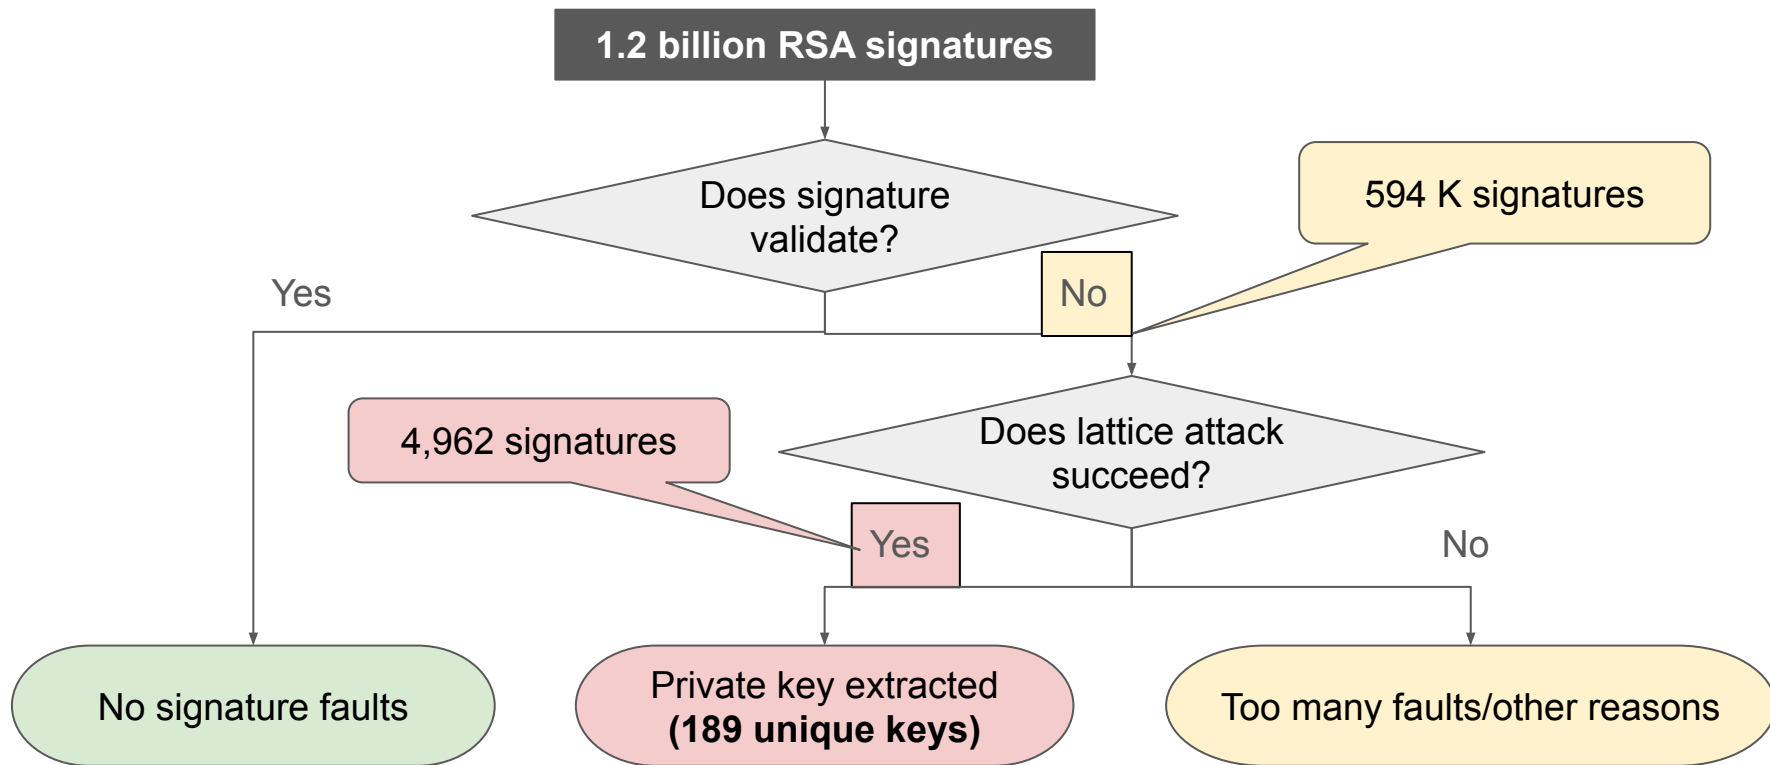 1.2 billion RSA signatures
Does signature
validate?
594 K signatures
Yes
No
4,962 signatures
Does lattice attack
succeed?
Yes
No
No signature faults
Private key extracted
(189 unique keys)
Too many faults/other reasons